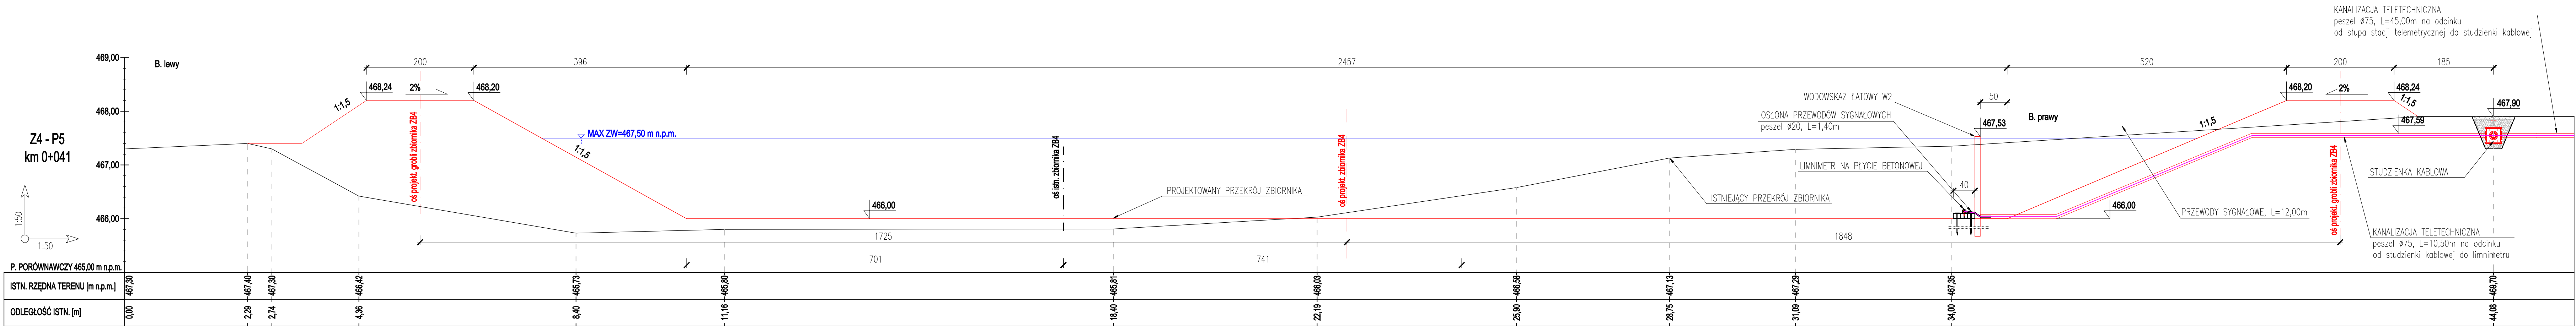 KANALIZACJA TELETECHNICZNA
peszel Ø75, L=45,00m na odcinku
od słupa stacji telemetrycznej do studzienki kablowej
469,00
B. lewy
200
396
2457
520
200
185
468,24
2%
468,20
1:1,5
468,20
2%
468,24
1:1,5
WODOWSKAZ ŁATOWY W2
50
468,00
OSŁONA PRZEWODÓW SYGNAŁOWYCH
peszel Ø20, L=1,40m
467,53
B. prawy
1:1,5
467,90
467,59
Z4 - P5
km 0+041
MAX ZW=467,50 m n.p.m.
1:1,5
oś projekt. grobli zbiornika ZB4
oś istn. zbiornika ZB4
oś projekt. zbiornika ZB4
oś projekt. grobli zbiornika ZB4
467,00
LIMNIMETR NA PŁYCIE BETONOWEJ
STUDZIENKA KABLOWA
40
PROJEKTOWANY PRZEKRÓJ ZBIORNIKA
ISTNIEJĄCY PRZEKRÓJ ZBIORNIKA
466,00
466,00
466,00
PRZEWODY SYGNAŁOWE, L=12,00m
1:50
1:50
1725
1848
KANALIZACJA TELETECHNICZNA
peszel Ø75, L=10,50m na odcinku
od studzienki kablowej do limnimetru
701
741
P. PORÓWNAWCZY 465,00 m n.p.m.
ISTN. RZĘDNA TERENU [m n.p.m.] 467,30 467,40 467,30 466,42 465,73 465,80 465,81 466,03 466,58 467,13 467,29 467,35 469,70
ODLEGŁOŚĆ ISTN. [m] 0,00 2,29 2,74 4,36 8,40 11,16 18,40 22,19 25,90 28,75 31,09 34,00 44,08